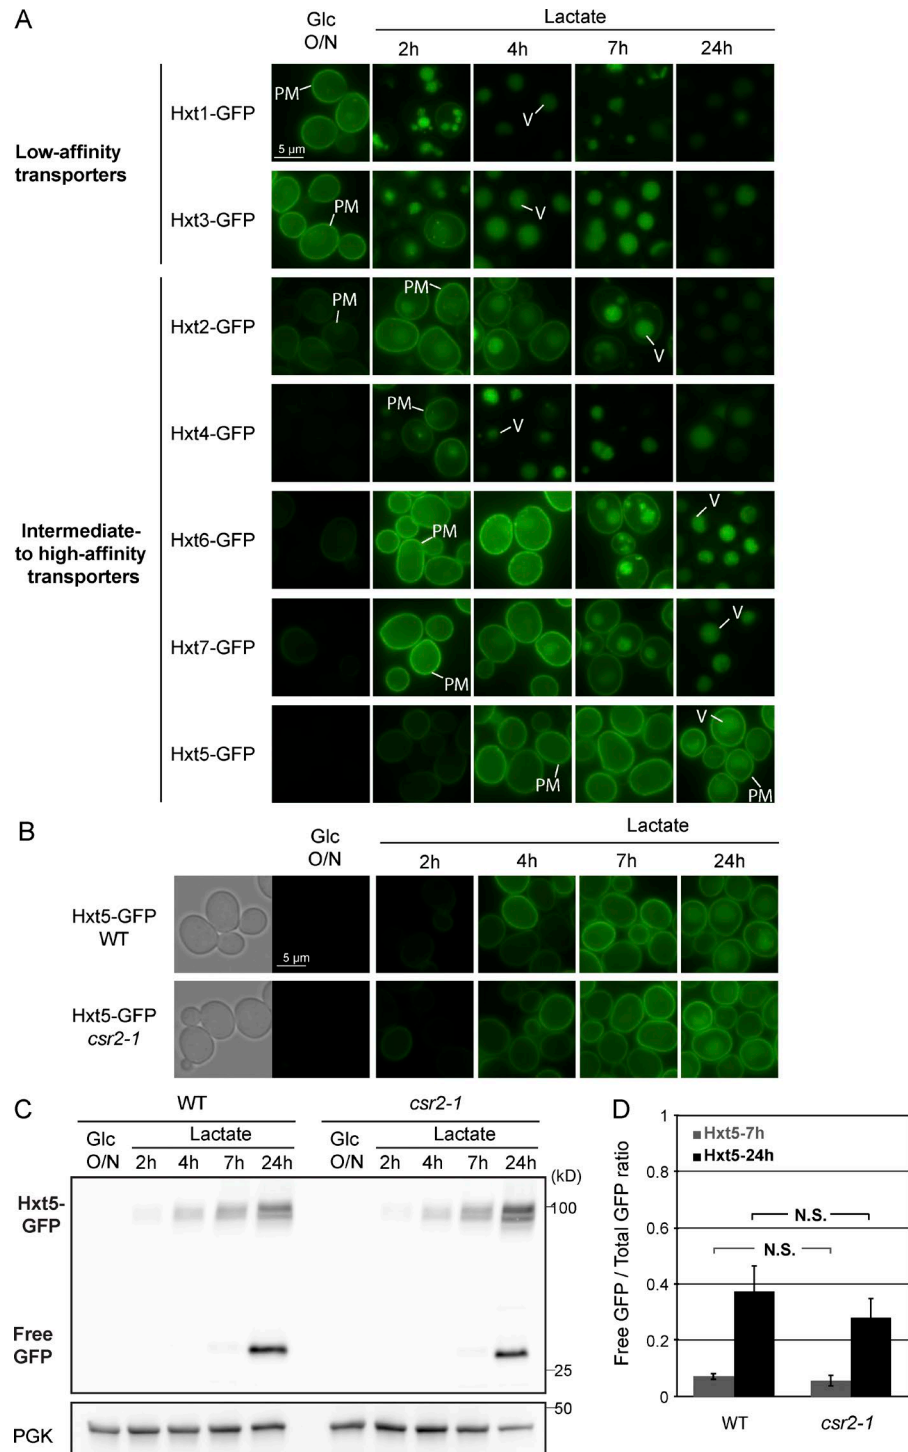 A
Glc
O/N
Lactate
2h 4h 7h 24h
Low-affinity
transporters
Hxt1-GFP
PM
V
5 µm
Hxt3-GFP
PM
V
Intermediate-
to high-affinity
transporters
Hxt2-GFP
PM
PM
V
Hxt4-GFP
PM
V
Hxt6-GFP
PM
V
Hxt7-GFP
PM
V
Hxt5-GFP
PM
V
PM
B
Glc
O/N
Lactate
2h 4h 7h 24h
Hxt5-GFP
WT
5 µm
Hxt5-GFP
csr2-1
C
WT csr2-1
Glc
O/N
Lactate
2h 4h 7h 24h
Glc
O/N
Lactate
2h 4h 7h 24h
(kD)
Hxt5-
GFP
100
Free
GFP
25
50
PGK
D
Free GFP / Total GFP ratio
1
0.8
0.6
0.4
0.2
0
Hxt5-7h
Hxt5-24h
N.S.
N.S.
WT csr2-1